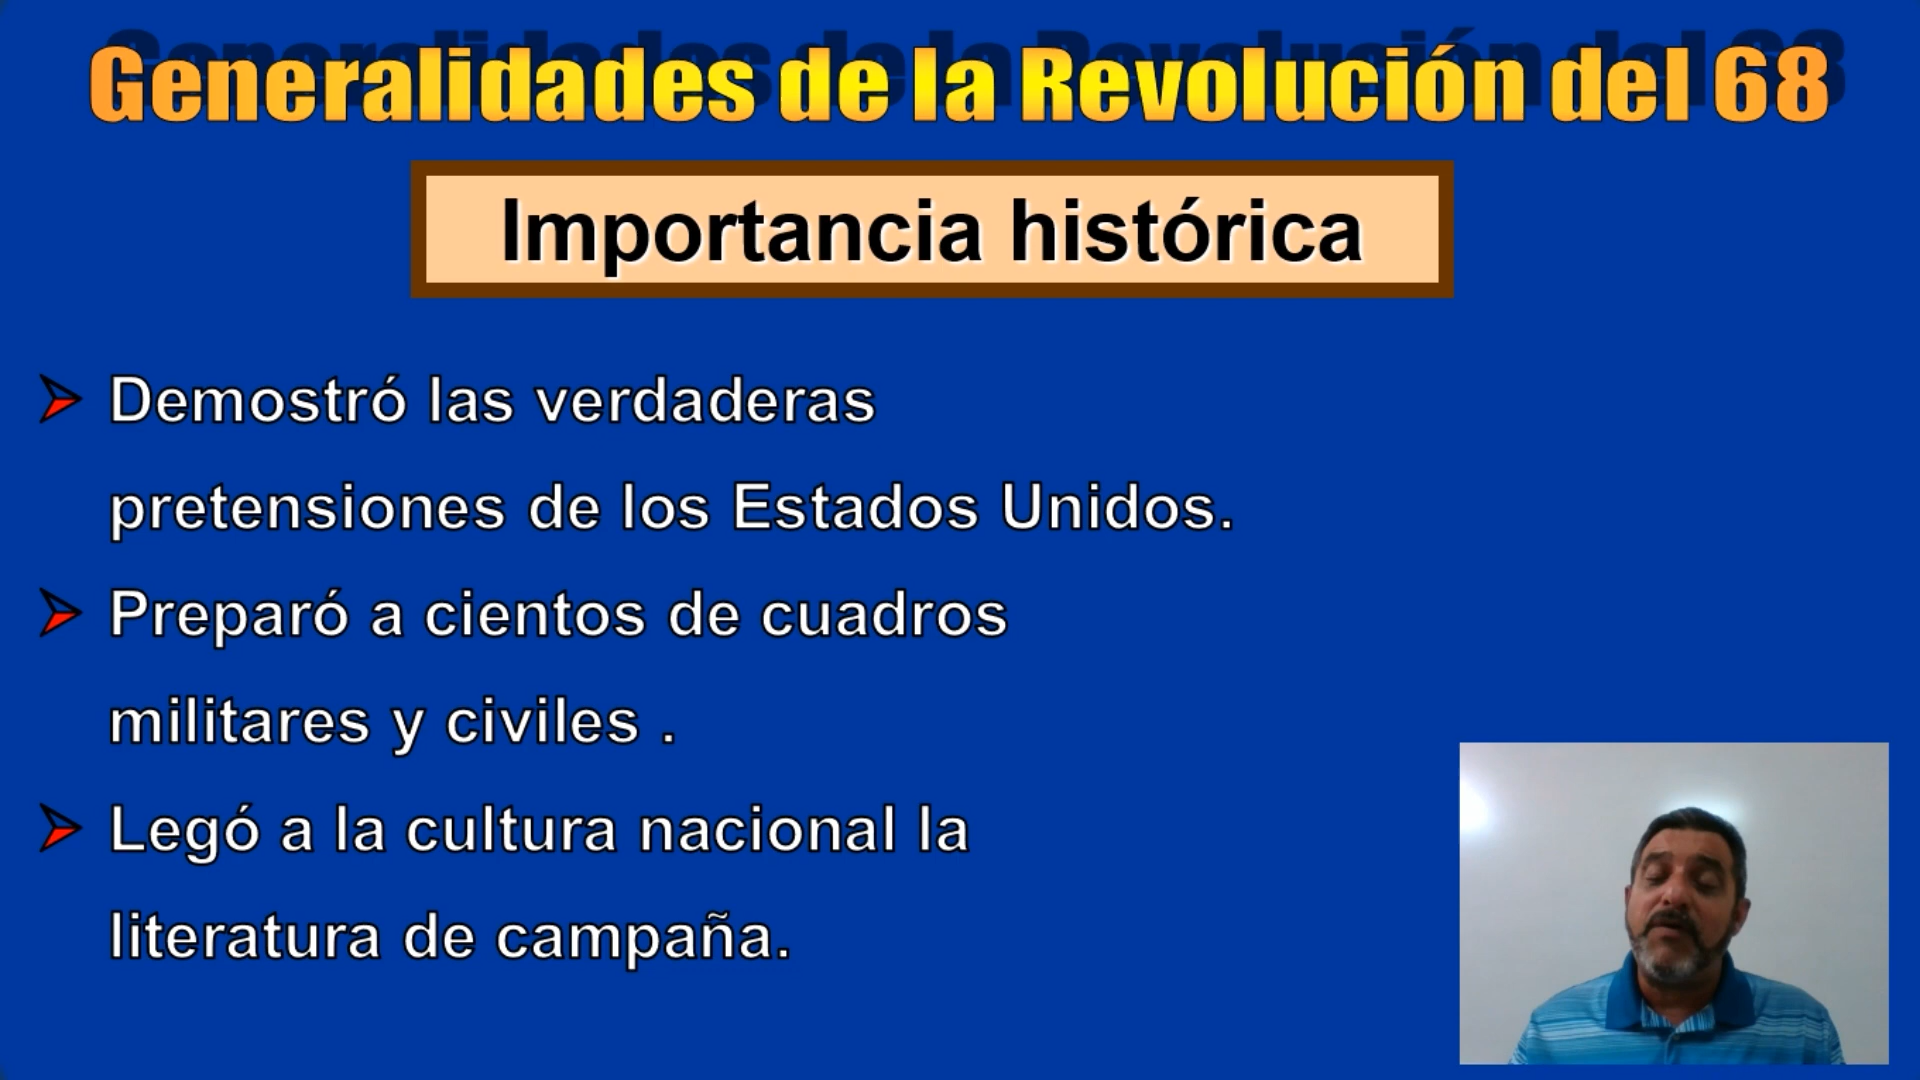 Generalidades de la Revolución del 68
Importancia histórica
Demostró las verdaderas
pretensiones de los Estados Unidos.
Preparó a cientos de cuadros
militares y civiles .
Legó a la cultura nacional la
literatura de campaña.